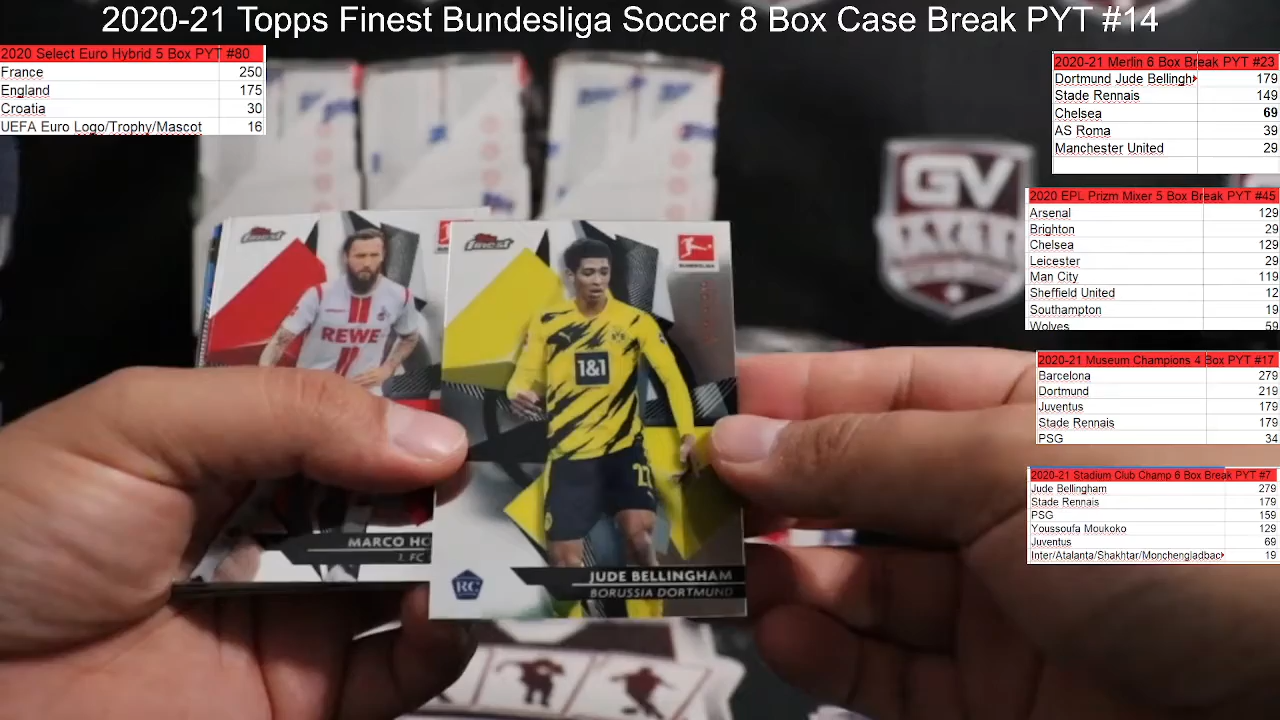 2020-21 Topps Finest Bundesliga Soccer 8 Box Case Break PYT #14
2020 Select Euro Hybrid 5 Box PYT #80
France 250
England 175
Croatia 30
UEFA Euro Logo/Trophy/Mascot 16
2020-21 Merlin 6 Box Break PYT #23
Dortmund Jude Bellingh 179
Stade Rennais 149
Chelsea 69
AS Roma 39
Manchester United 29
2020 EPL Prizm Mixer 5 Box Break PYT #45
Arsenal 129
Brighton 29
Chelsea 129
Leicester 29
Man City 119
Sheffield United 12
Southampton 19
Wolves 59
2020-21 Museum Champions 4 Box PYT #17
Barcelona 279
Dortmund 219
Juventus 179
Stade Rennais 179
PSG 34
2020-21 Stadium Club Champ 6 Box Break PYT #7
Jude Bellingham 279
Stade Rennais 179
PSG 159
Youssoufa Moukoko 129
Juventus 69
Inter/Atalanta/Shakhtar/Monchengladback 19
GV
finest
REWE
MARCO HO
1. FC
finest
BUNDESLIGA
1&1
22
RC
JUDE BELLINGHAM
BORUSSIA DORTMUND